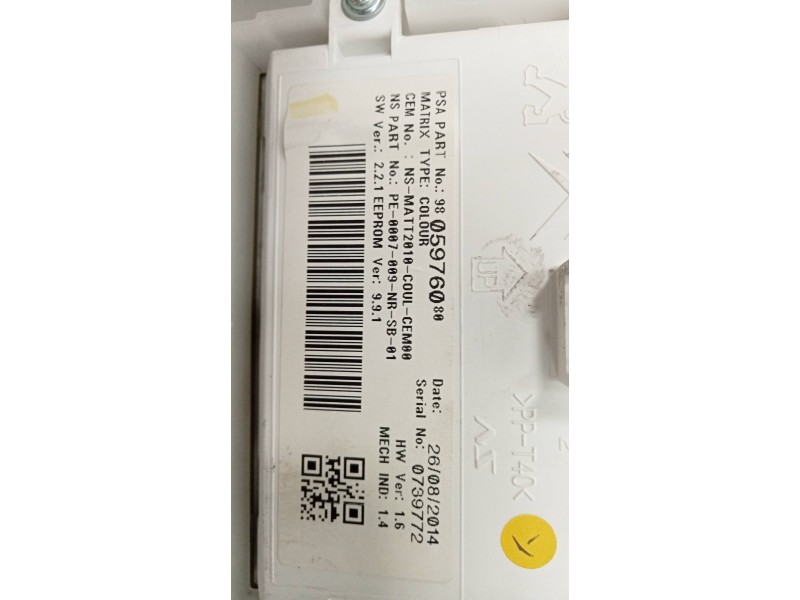 PSA PART No.: 98 059760 80
MATRIX TYPE: COLOUR
CEM No. : NS-MATT2010-COUL-CEM00
NS PART No.: PE-0007-009-NR-SB-01
SW Ver.: 2.2.1 EEPROM Ver: 9.9.1
Date: 26/08/2014
Serial No: 0739772
HW Ver: 1.6
MECH IND: 1.4
UP
>PP-T40<